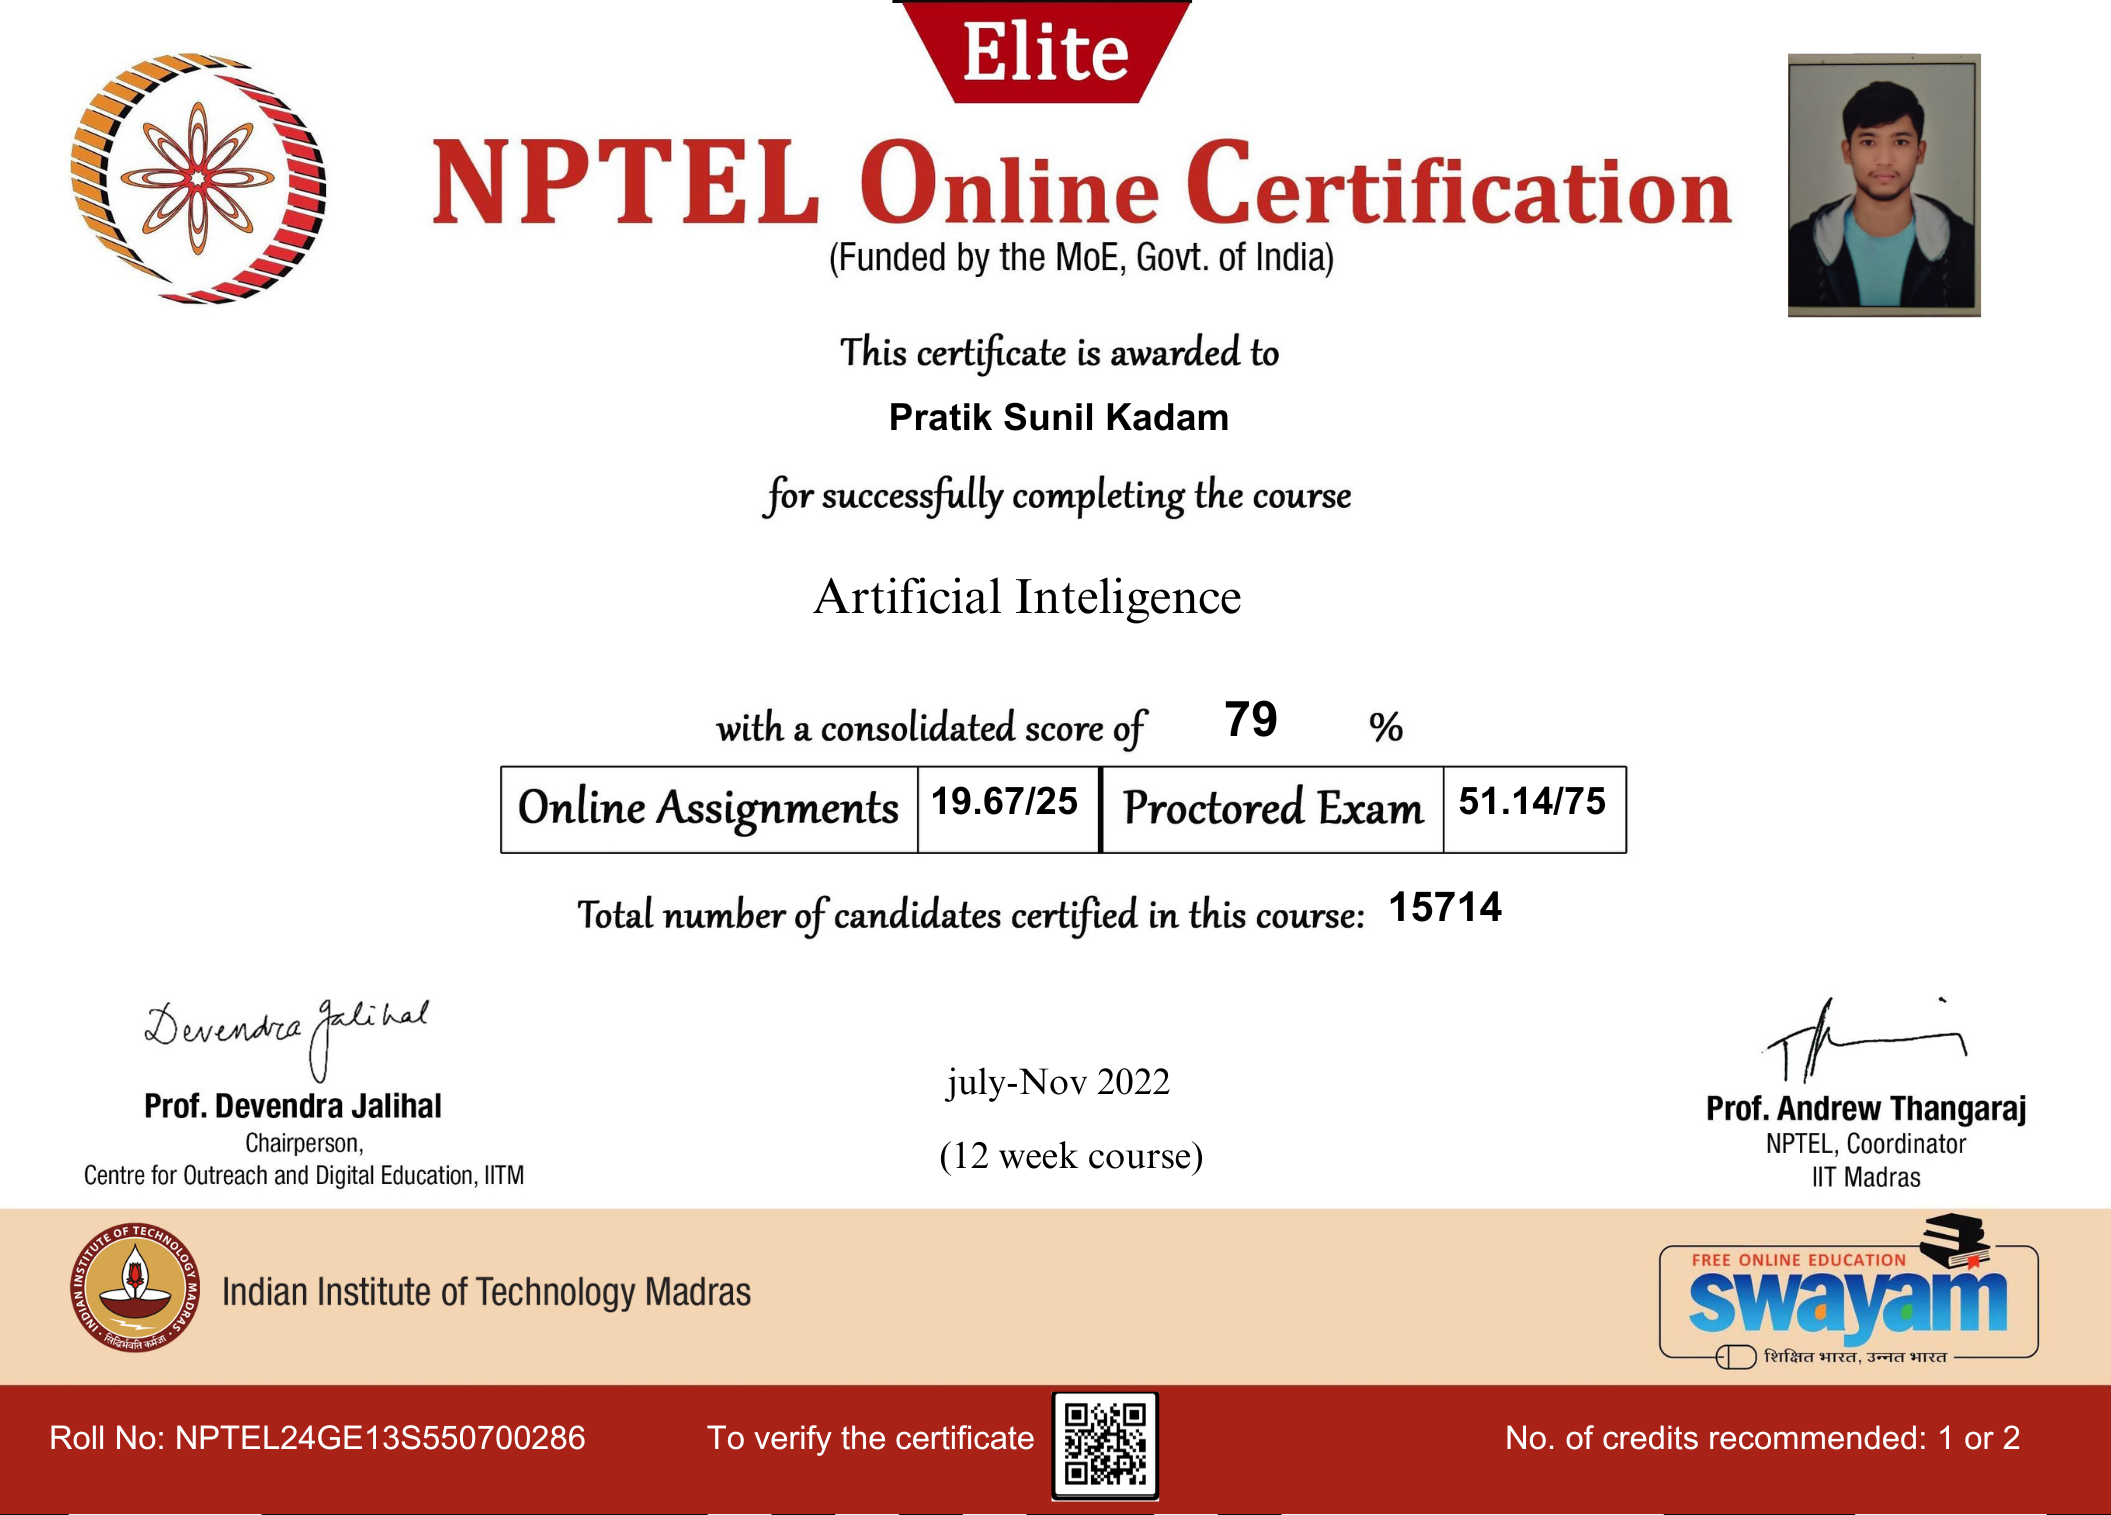 Elite
NPTEL Online Certification
(Funded by the MoE, Govt. of India)
This certificate is awarded to
Pratik Sunil Kadam
for successfully completing the course
Artificial Inteligence
with a consolidated score of 79 %
Online Assignments 19.67/25 Proctored Exam 51.14/75
Total number of candidates certified in this course: 15714
Devendra Jalihal
Prof. Devendra Jalihal
Chairperson,
Centre for Outreach and Digital Education, IITM
july-Nov 2022
(12 week course)
Prof. Andrew Thangaraj
NPTEL, Coordinator
IIT Madras
INDIAN INSTITUTE OF TECHNOLOGY MADRAS
सिद्धिर्भवति कर्मजा
Indian Institute of Technology Madras
FREE ONLINE EDUCATION
swayam
शिक्षित भारत, उन्नत भारत
Roll No: NPTEL24GE13S550700286
To verify the certificate
No. of credits recommended: 1 or 2